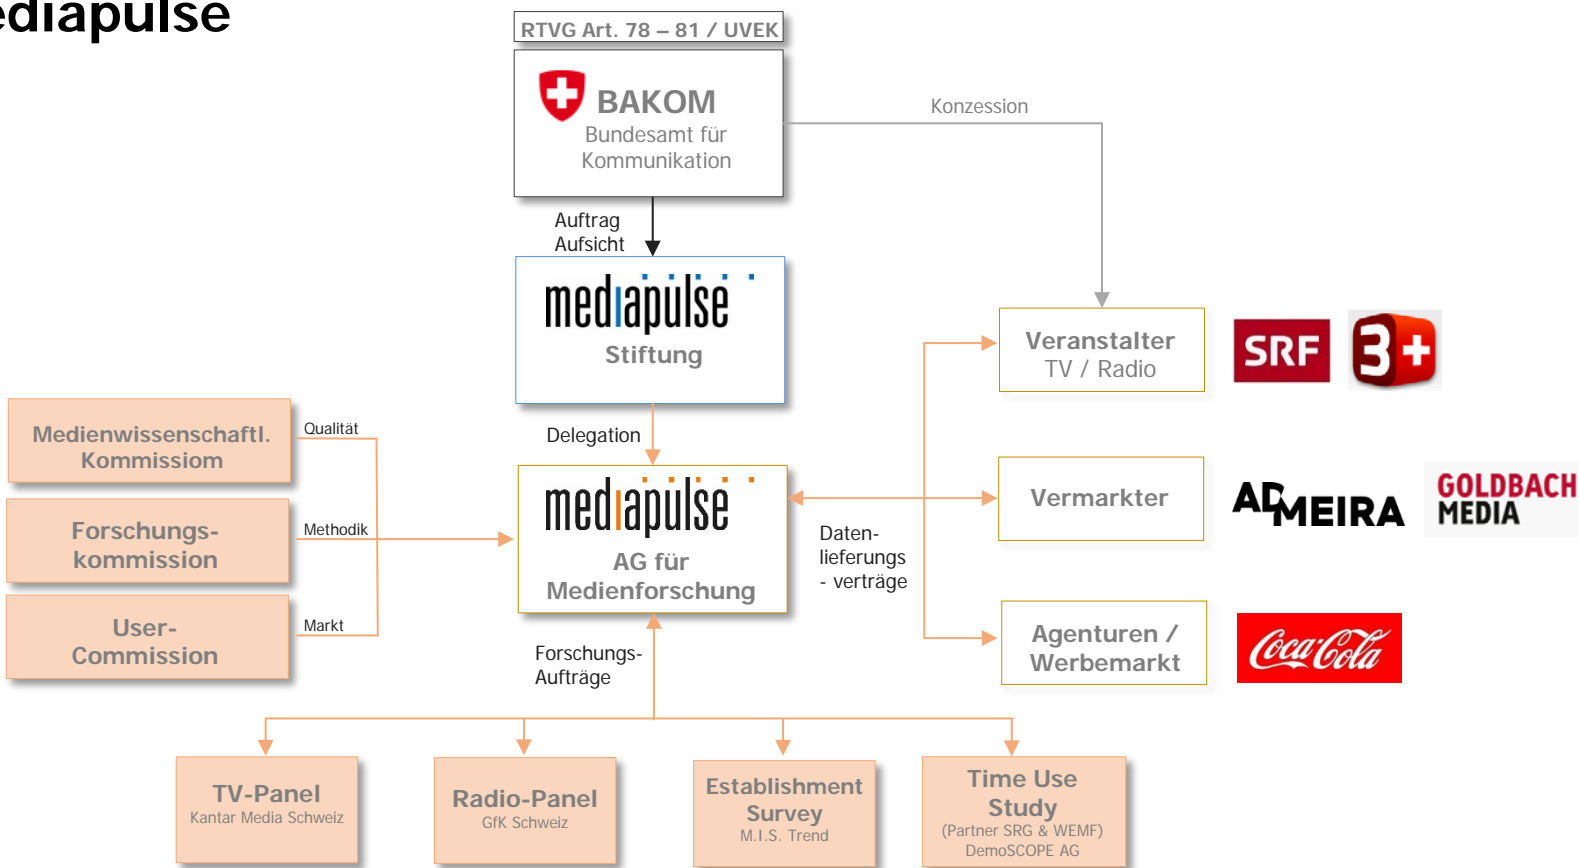 ediapulse
RTVG Art. 78 – 81 / UVEK
BAKOM
Bundesamt für
Kommunikation
Konzession
Auftrag
Aufsicht
mediapulse
Stiftung
Veranstalter
TV / Radio
SRF
3+
Medienwissenschaftl.
Kommissiom
Qualität
Delegation
Forschungs-
kommission
Methodik
mediapulse
AG für
Medienforschung
Daten-
lieferungs
- verträge
Vermarkter
ADMEIRA
GOLDBACH
MEDIA
User-
Commission
Markt
Agenturen /
Werbemarkt
Coca-Cola
Forschungs-
Aufträge
TV-Panel
Kantar Media Schweiz
Radio-Panel
GfK Schweiz
Establishment
Survey
M.I.S. Trend
Time Use
Study
(Partner SRG & WEMF)
DemoSCOPE AG